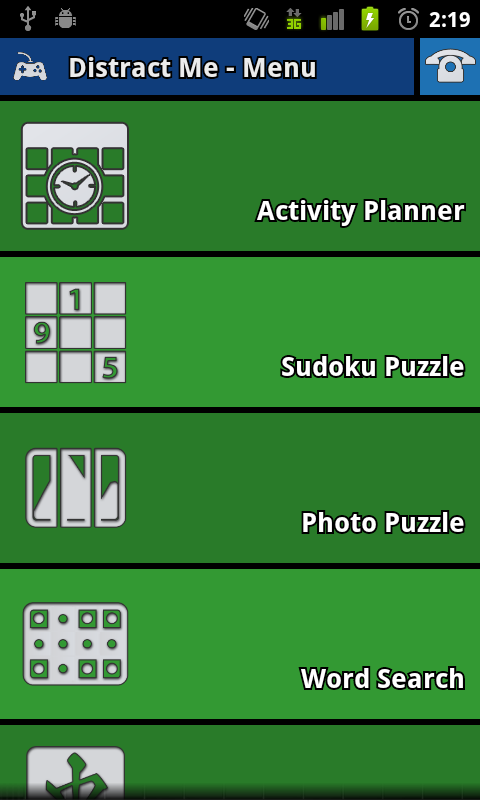 3G
2:19
Distract Me - Menu
Activity Planner
1
9
5
Sudoku Puzzle
Photo Puzzle
Word Search